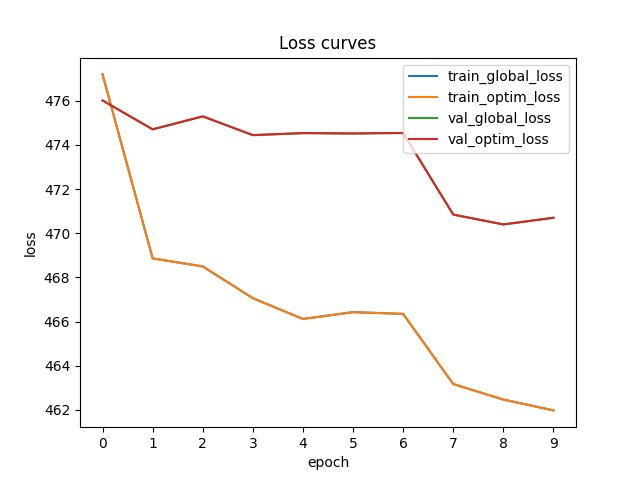 Loss curves
train_global_loss
train_optim_loss
val_global_loss
val_optim_loss
476
474
472
470
468
466
464
462
loss
0 1 2 3 4 5 6 7 8 9
epoch